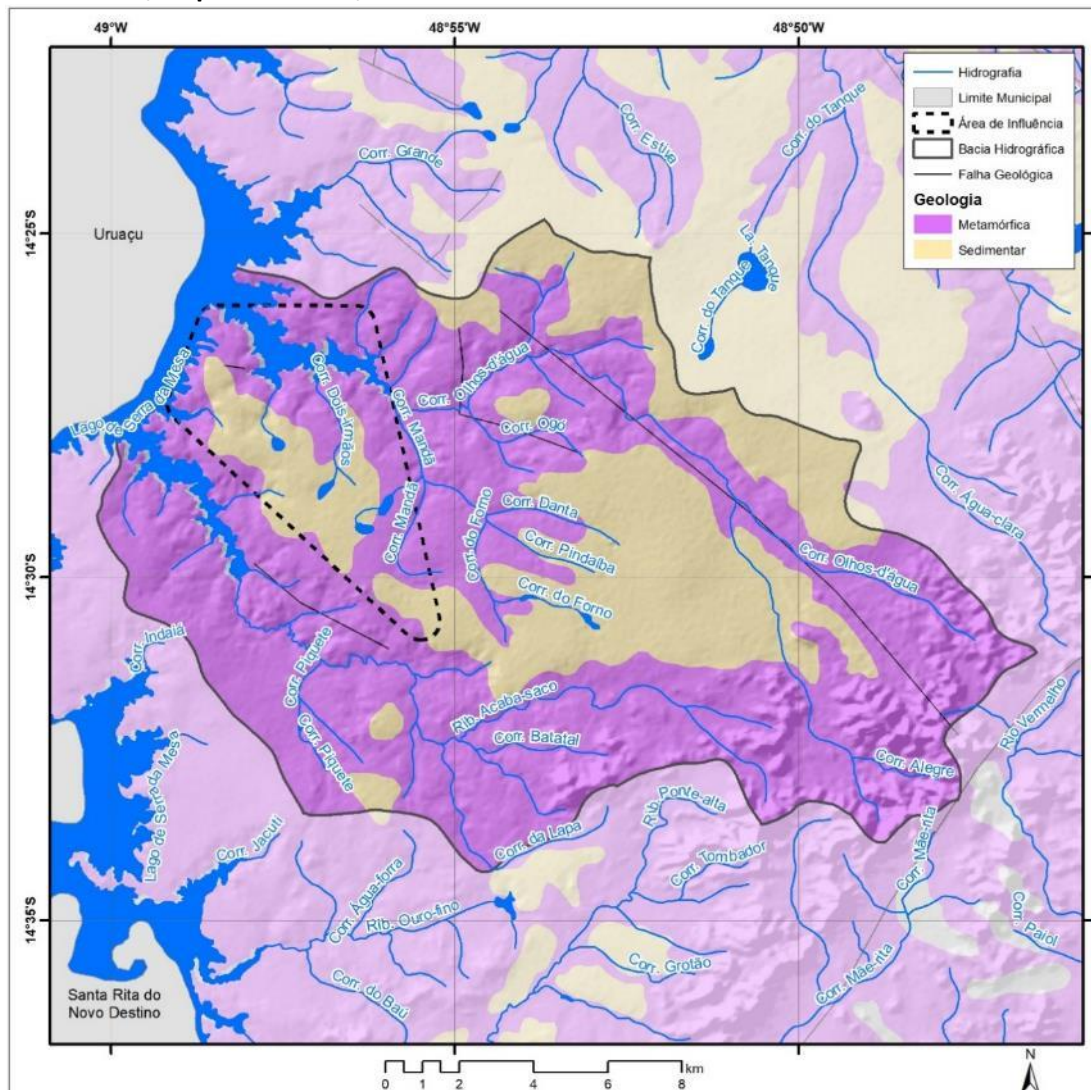 49°W
48°55'W
48°50'W
Hidrografia
Limite Municipal
Área de Influência
Bacia Hidrográfica
Falha Geológica
Geologia
Metamórfica
Sedimentar
Corr. do Tanque
Corr. Estiva
Corr. Grande
14°25'S
Uruaçu
La. Tanque
Corr. do Tanque
Corr. Olhos-d'água
Lago de Serra da Mesa
Corr. Dois-Irmãos
Corr. Mandã
Corr. Ogó
Corr. Água-clara
Corr. Danta
Corr. Mandã
Corr. do Forno
Corr. Pindaíba
Corr. Olhos-d'água
14°30'S
Corr. do Forno
Corr. Indaiá
Corr. Piquete
Rio Vermelho
Rib. Acaba-saco
Corr. Batatal
Corr. Piquete
Corr. Alegre
Lago de Serra da Mesa
Rib. Ponte-alta
Corr. da Lapa
Corr. Jacuti
Corr. Tombador
Corr. Mãe-rita
Corr. Água-forra
Rib. Ouro-fino
14°35'S
Corr. Paiol
Corr. Grotão
Corr. Mãe-rita
Corr. do Baú
Santa Rita do
Novo Destino
N
km
0 1 2 4 6 8